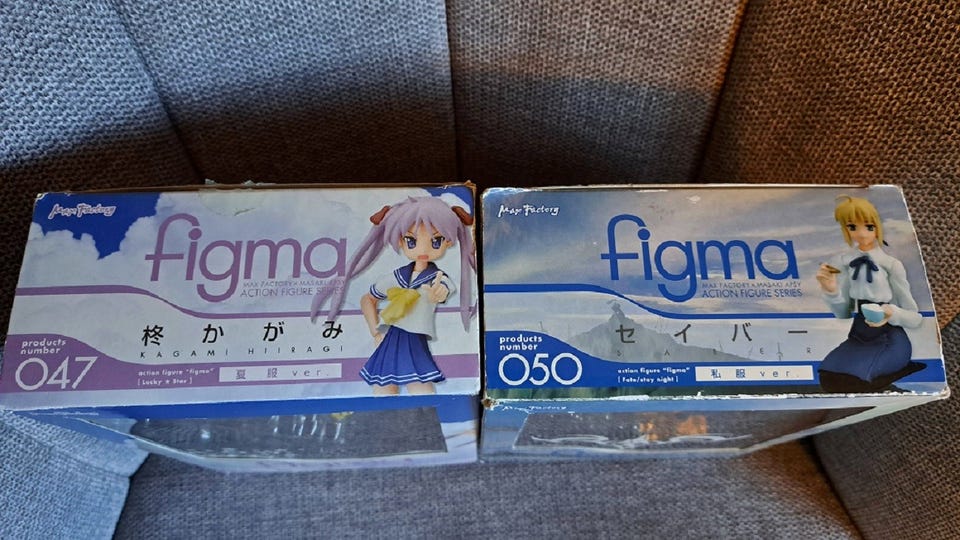 Max Factory
figma
MAX FACTORY×MASAKI APSY
ACTION FIGURE SERIES
柊かがみ
KAGAMI HIIRAGI
products
number
047
action figure "figma"
[Lucky ★ Star]
夏服 ver.
Max Factory
figma
MAX FACTORY×MASAKI APSY
ACTION FIGURE SERIES
セイバー
SABER
products
number
050
action figure "figma"
[Fate/stay night]
私服 ver.
Max Factory